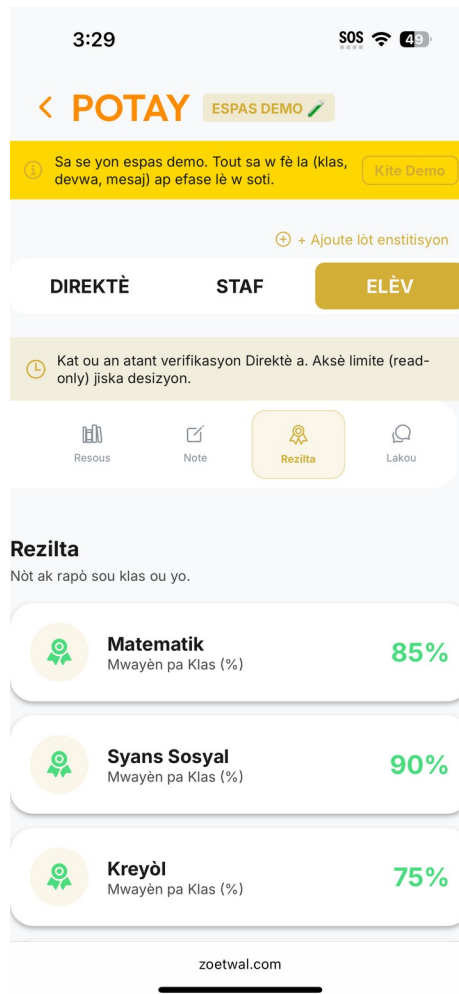 3:29
SOS
49
POTAY
ESPAS DEMO
Sa se yon espas demo. Tout sa w fè la (klas,
devwa, mesaj) ap efase lè w soti.
Kite Demo
+ Ajoute lòt enstitisyon
DIREKTÈ
STAF
ELÈV
Kat ou an atant verifikasyon Direktè a. Aksè limite (read-
only) jiska desizyon.
Resous
Note
Rezilta
Lakou
Rezilta
Nòt ak rapò sou klas ou yo.
Matematik
Mwayèn pa Klas (%)
85%
Syans Sosyal
Mwayèn pa Klas (%)
90%
Kreyòl
Mwayèn pa Klas (%)
75%
zoetwal.com